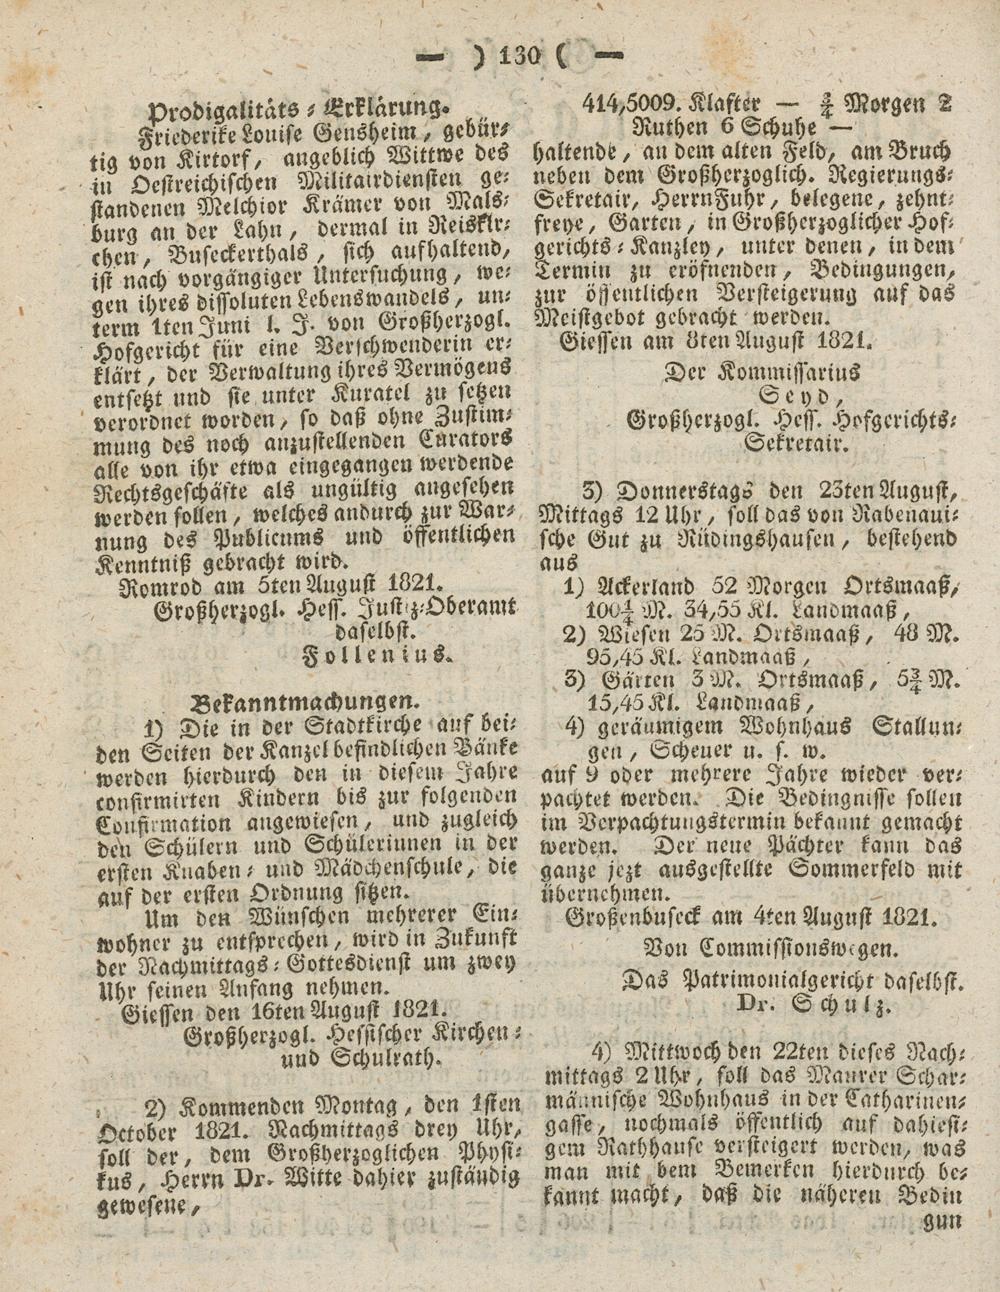 — ) 130 ( —
Prodigalitäts-Erklärung.
Friederike Louise Gensheim, gebür-
tig von Kirtorf, angeblich Wittwe des
in Oestreichischen Militairdiensten ge-
standenen Melchior Krämer von Mals-
burg an der Lahn, dermal in Reiskir-
chen, Buseckerthals, sich aufhaltend,
ist nach vorgängiger Untersuchung, we-
gen ihres dissoluten Lebenswandels, un-
term 1ten Juni l. J. von Großherzogl.
Hofgericht für eine Verschwenderin er-
klärt, der Verwaltung ihres Vermögens
entsetzt und sie unter Kuratel zu setzen
verordnet worden, so daß ohne Zustim-
mung des noch anzustellenden Curators
alle von ihr etwa eingegangen werdende
Rechtsgeschäfte als ungültig angesehen
werden sollen, welches andurch zur War-
nung des Publicums und öffentlichen
Kenntniß gebracht wird.
Romrod am 5ten August 1821.
Großherzogl. Hess. Justiz-Oberamt
daselbst.
Follenius.
Bekanntmachungen.
1) Die in der Stadtkirche auf bei-
den Seiten der Kanzel befindlichen Bänke
werden hierdurch den in diesem Jahre
confirmirten Kindern bis zur folgenden
Confirmation angewiesen, und zugleich
den Schülern und Schülerinnen in der
ersten Knaben- und Mädchenschule, die
auf der ersten Ordnung sitzen.
Um den Wünschen mehrerer Ein-
wohner zu entsprechen, wird in Zukunft
der Nachmittags-Gottesdienst um zwey
Uhr seinen Anfang nehmen.
Giessen den 16ten August 1821.
Großherzogl. Hessischer Kirchen-
und Schulrath.
2) Kommenden Montag, den 1sten
October 1821. Nachmittags drey Uhr,
soll der, dem Großherzoglichen Physi-
kus, Herrn Dr. Witte dahier zuständig
gewesene,
414,5009. Klafter — 3/4 Morgen 2
Ruthen 6 Schuhe —
haltende, an dem alten Feld, am Bruch
neben dem Großherzoglich. Regierungs-
Sekretair, Herrn Fuhr, belegene, zehnt-
freye, Garten, in Großherzoglicher Hof-
gerichts-Kanzley, unter denen, in dem
Termin zu eröfnenden, Bedingungen,
zur öffentlichen Versteigerung auf das
Meistgebot gebracht werden.
Giessen am 8ten August 1821.
Der Kommissarius
Seyd,
Großherzogl. Hess. Hofgerichts-
Sekretair.
3) Donnerstags den 23ten August,
Mittags 12 Uhr, soll das von Rabenaui-
sche Gut zu Rüdingshausen, bestehend
aus
1) Ackerland 52 Morgen Ortsmaaß,
100 1/4 M. 34,55 Kl. Landmaaß,
2) Wiesen 25 M. Ortsmaaß, 48 M.
95,45 Kl. Landmaaß,
3) Gärten 3 M. Ortsmaaß, 5 3/4 M.
15,45 Kl. Landmaaß,
4) geräumigem Wohnhaus Stallun-
gen, Scheuer u. s. w.
auf 9 oder mehrere Jahre wieder ver-
pachtet werden. Die Bedingnisse sollen
im Verpachtungstermin bekannt gemacht
werden. Der neue Pächter kann das
ganze jezt ausgestellte Sommerfeld mit
übernehmen.
Großenbuseck am 4ten August 1821.
Von Commissionswegen.
Das Patrimonialgericht daselbst.
Dr. Schulz.
4) Mittwoch den 22ten dieses Nach-
mittags 2 Uhr, soll das Maurer Schar-
männische Wohnhaus in der Catharinen-
gasse, nochmals öffentlich auf dahiesi-
gem Rathhause versteigert werden, was
man mit dem Bemerken hierdurch be-
kannt macht, daß die näheren Bedin
gun